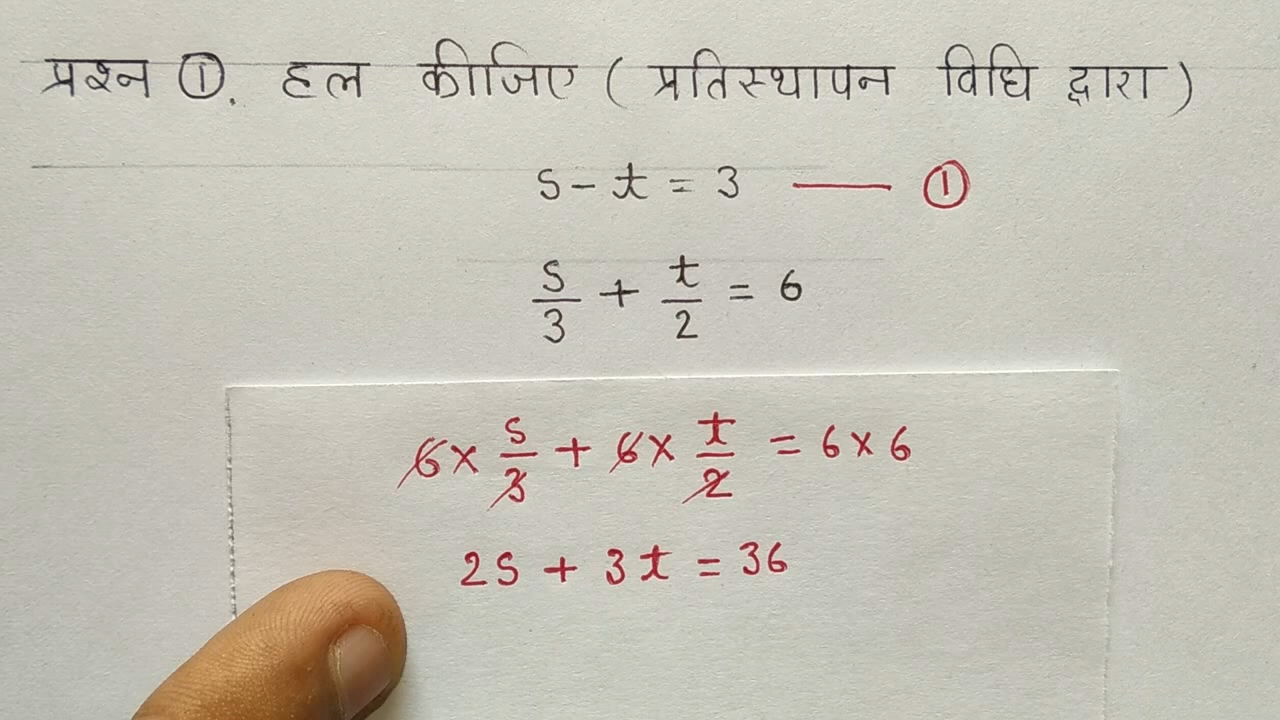 प्रश्न ①. हल कीजिए ( प्रतिस्थापन विधि द्वारा )
s - t = 3 —— ①
s/3 + t/2 = 6
6 × s/3 + 6 × t/2 = 6 × 6
2s + 3t = 36